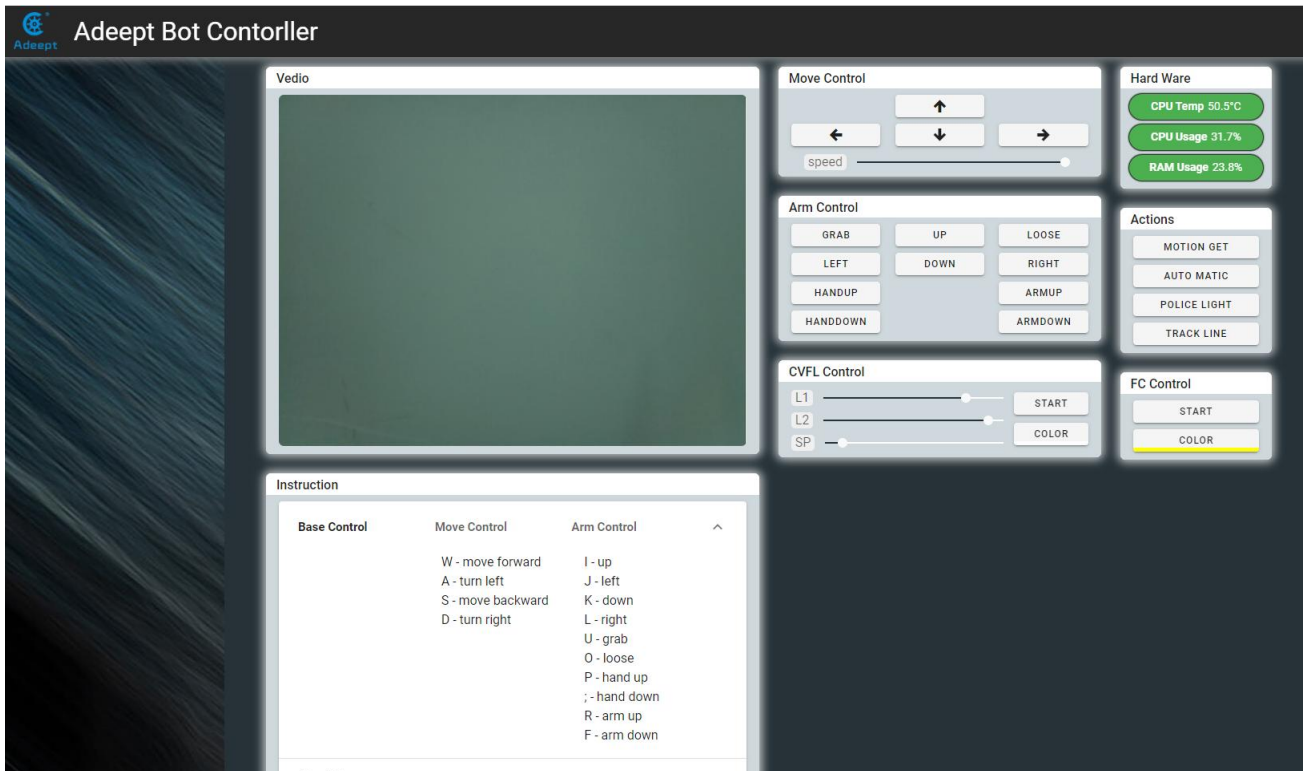 Adeept
Adeept Bot Contorller
Vedio
Move Control
speed
Hard Ware
CPU Temp 50.5°C
CPU Usage 31.7%
RAM Usage 23.8%
Arm Control
GRAB UP LOOSE
LEFT DOWN RIGHT
HANDUP ARMUP
HANDDOWN ARMDOWN
Actions
MOTION GET
AUTO MATIC
POLICE LIGHT
TRACK LINE
CVFL Control
L1 START
L2
SP COLOR
FC Control
START
COLOR
Instruction
Base Control Move Control Arm Control
W - move forward I - up
A - turn left J - left
S - move backward K - down
D - turn right L - right
U - grab
O - loose
P - hand up
; - hand down
R - arm up
F - arm down